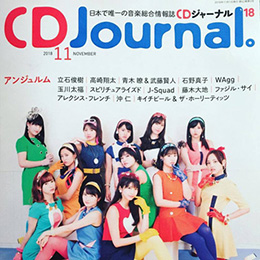 日本で唯一の音楽総合情報誌 CDジャーナル
CD Journal.
'18
2018 11 NOVEMBER
アンジュルム 立石俊樹 高崎翔太 青木 瞭&武藤賢人 石野真子 WAgg
玉川太福 スピリチュアライズド J-Squad 藤木大地 ファジル・サイ
アレクシス・フレンチ 沖 仁 キイチビール&ザ・ホーリーティッツ